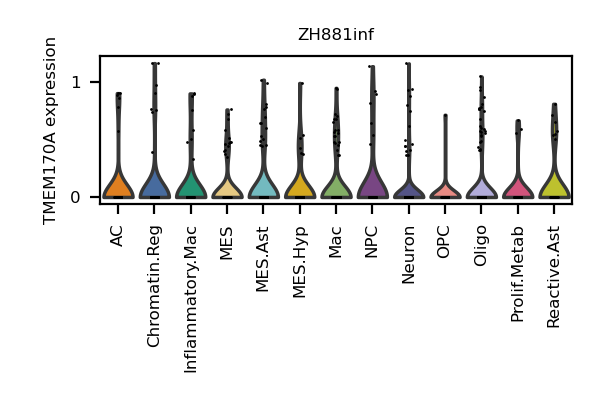 ZH881inf
TMEM170A expression
1
0
AC
Chromatin.Reg
Inflammatory.Mac
MES
MES.Ast
MES.Hyp
Mac
NPC
Neuron
OPC
Oligo
Prolif.Metab
Reactive.Ast